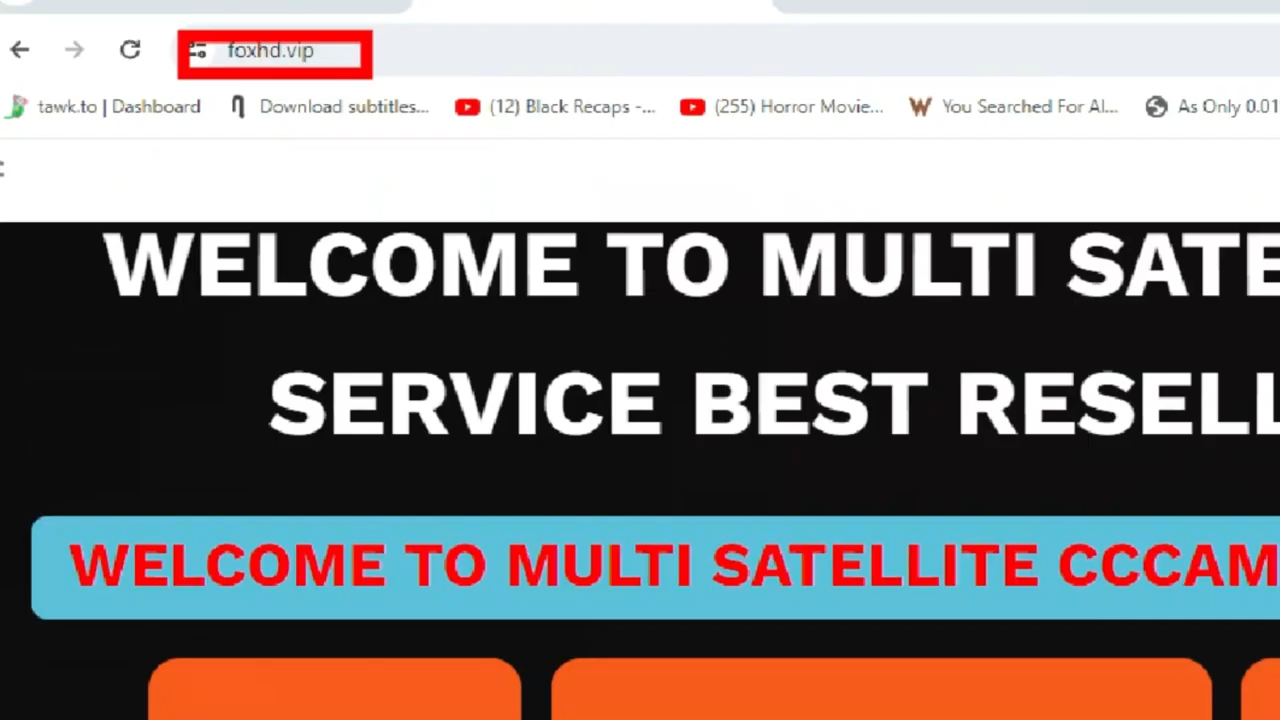 foxhd.vip
tawk.to | Dashboard Download subtitles... (12) Black Recaps -... (255) Horror Movie... You Searched For Al... As Only 0.01
WELCOME TO MULTI SATE
SERVICE BEST RESELL
WELCOME TO MULTI SATELLITE CCCAM